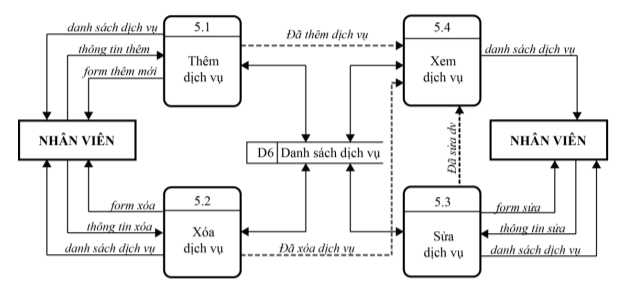 danh sách dịch vụ
thông tin thêm
form thêm mới
5.1
Thêm
dịch vụ
Đã thêm dịch vụ
5.4
Xem
dịch vụ
danh sách dịch vụ
NHÂN VIÊN
D6 Danh sách dịch vụ
Đã sửa dv
NHÂN VIÊN
form xóa
thông tin xóa
danh sách dịch vụ
5.2
Xóa
dịch vụ
Đã xóa dịch vụ
5.3
Sửa
dịch vụ
form sửa
thông tin sửa
danh sách dịch vụ